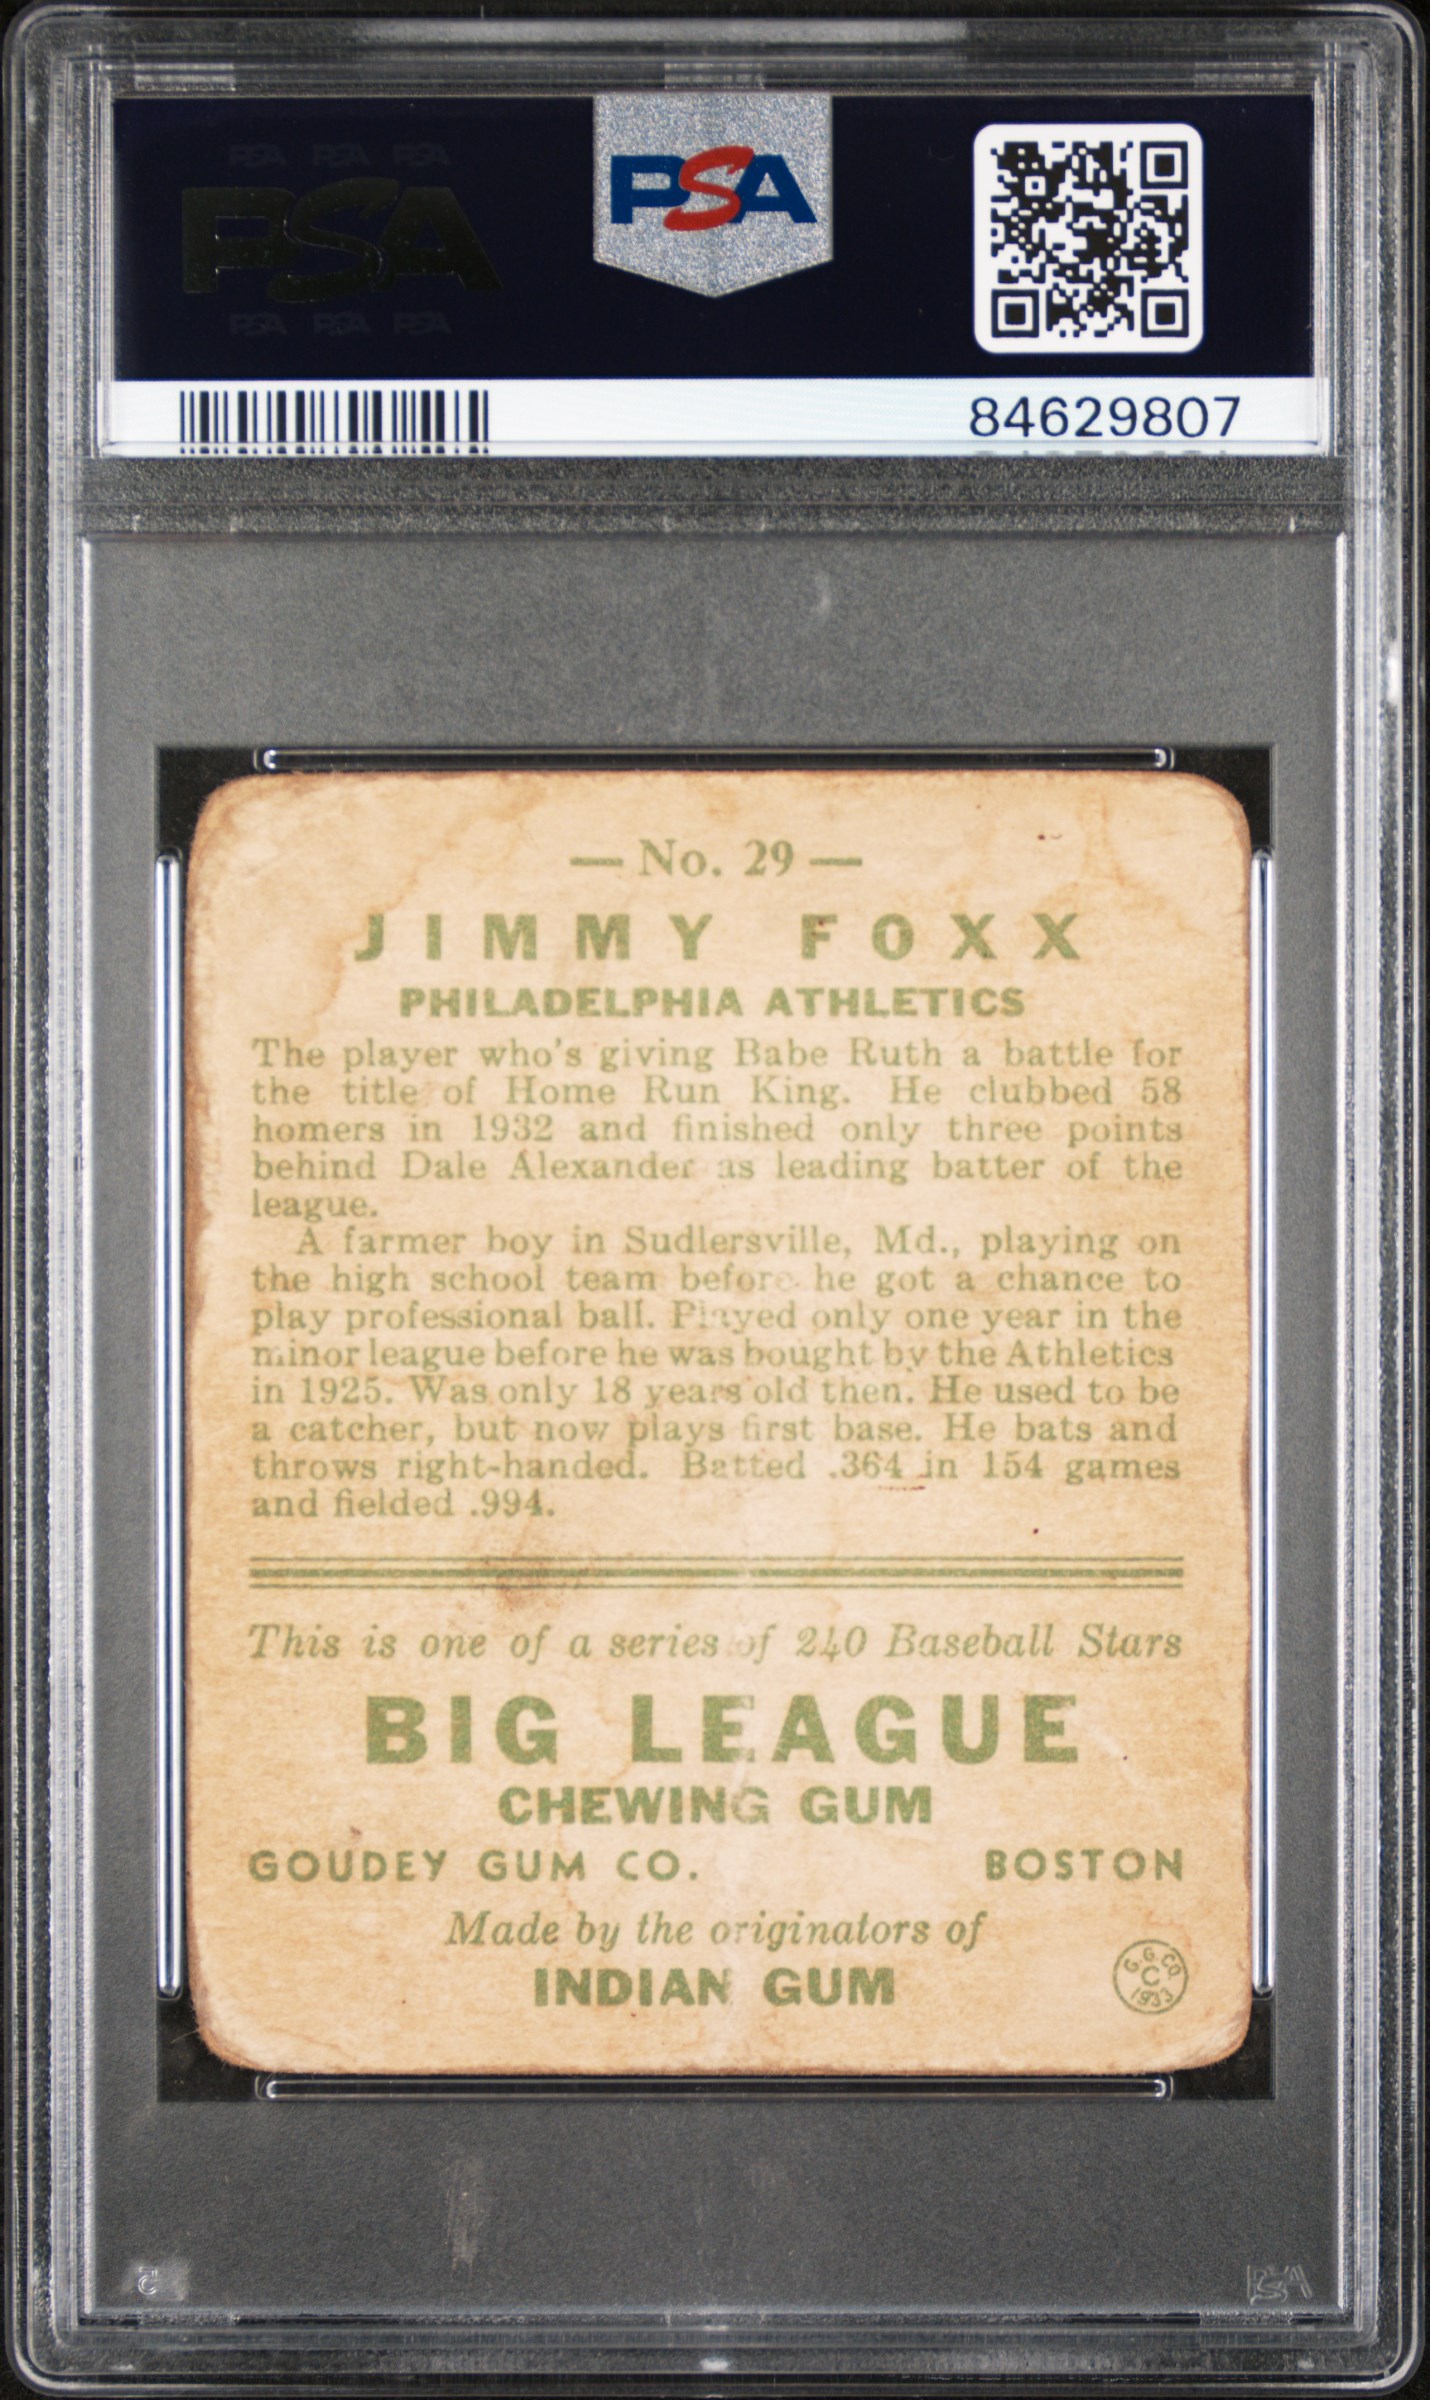 PSA PSA PSA
PSA
PSA PSA PSA
PSA
84629807
— No. 29 —
JIMMY FOXX
PHILADELPHIA ATHLETICS
The player who's giving Babe Ruth a battle for
the title of Home Run King. He clubbed 58
homers in 1932 and finished only three points
behind Dale Alexander as leading batter of the
league.
A farmer boy in Sudlersville, Md., playing on
the high school team before he got a chance to
play professional ball. Played only one year in the
minor league before he was bought by the Athletics
in 1925. Was only 18 years old then. He used to be
a catcher, but now plays first base. He bats and
throws right-handed. Batted .364 in 154 games
and fielded .994.
This is one of a series of 240 Baseball Stars
BIG LEAGUE
CHEWING GUM
GOUDEY GUM CO. BOSTON
Made by the originators of
INDIAN GUM
G. G. CO.
C
1933
PSA